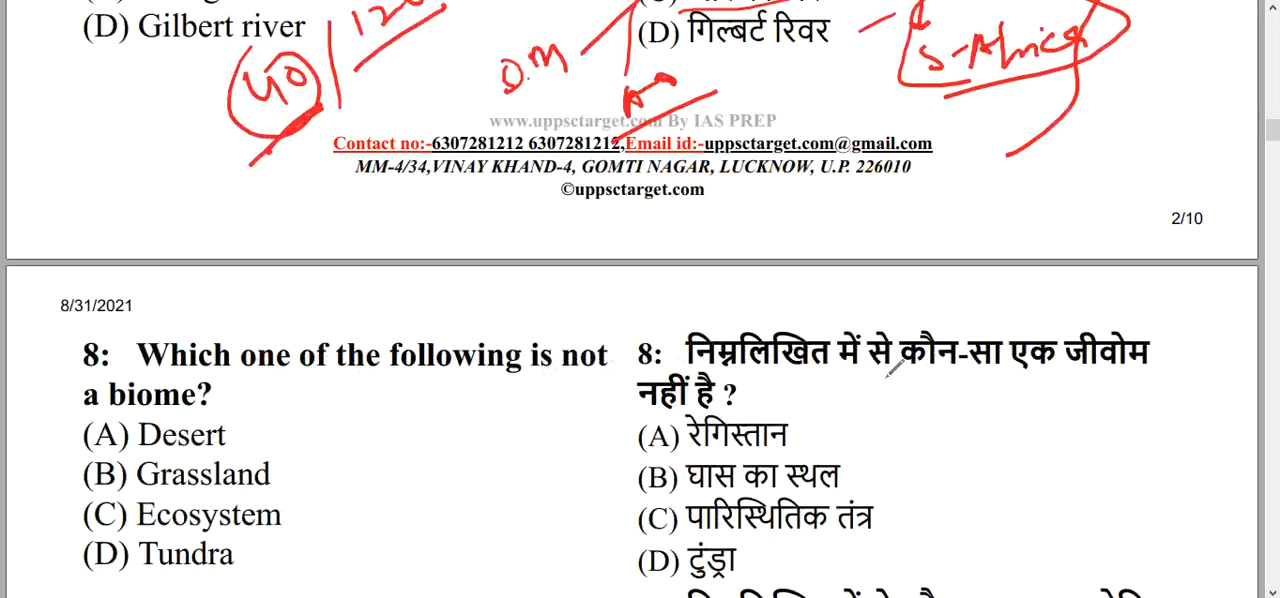 (D) Gilbert river
(D) गिल्बर्ट रिवर
40
D.M
S-Africa
www.uppsctarget.com By IAS PREP
Contact no:-6307281212 6307281212,Email id:-uppsctarget.com@gmail.com
MM-4/34,VINAY KHAND-4, GOMTI NAGAR, LUCKNOW, U.P. 226010
©uppsctarget.com
2/10
8/31/2021
8: Which one of the following is not
a biome?
(A) Desert
(B) Grassland
(C) Ecosystem
(D) Tundra
8: निम्नलिखित में से कौन-सा एक जीवोम
नहीं है ?
(A) रेगिस्तान
(B) घास का स्थल
(C) पारिस्थितिक तंत्र
(D) टुंड्रा